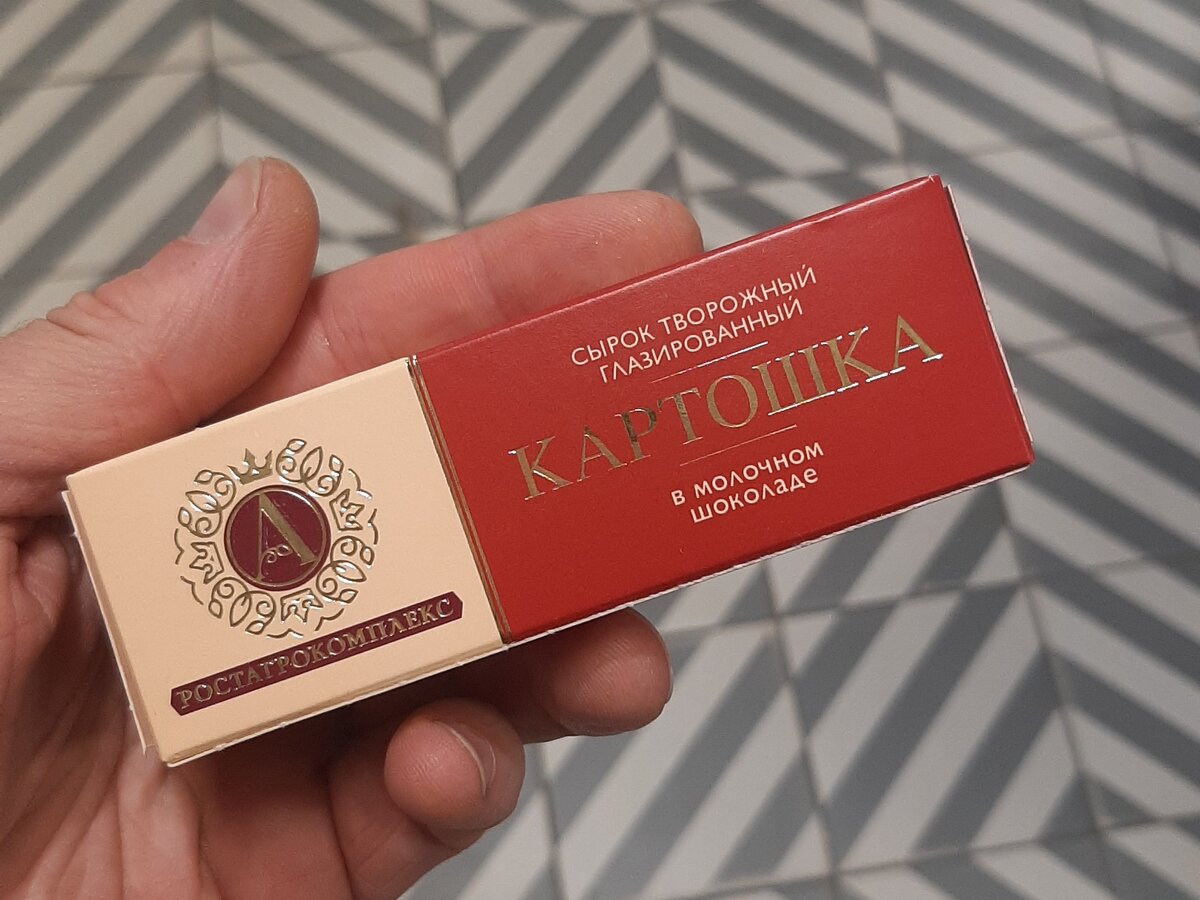 СЫРОК ТВОРОЖНЫЙ
ГЛАЗИРОВАННЫЙ
КАРТОШКА
В МОЛОЧНОМ
ШОКОЛАДЕ
А
РОСТАГРОКОМПЛЕКС